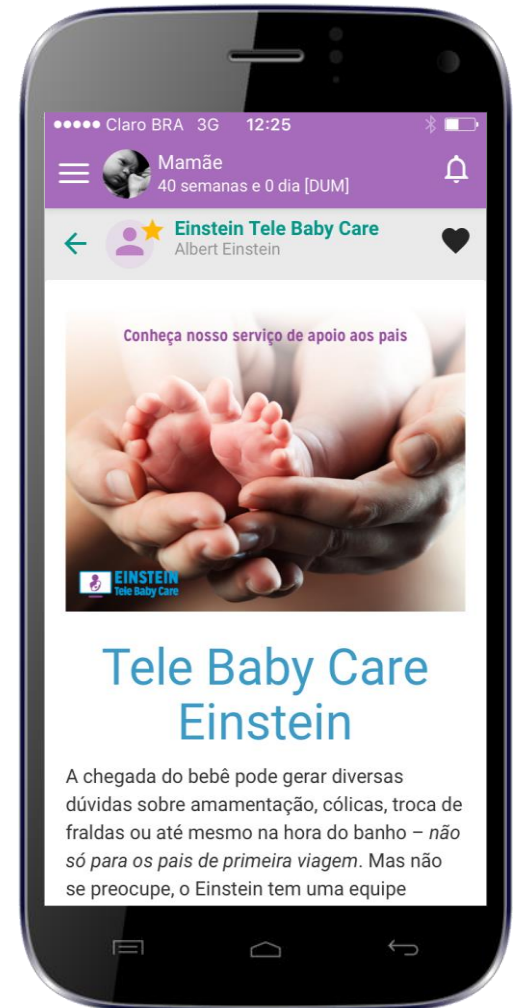 Claro BRA 3G 12:25
Mamãe
40 semanas e 0 dia [DUM]
Einstein Tele Baby Care
Albert Einstein
Conheça nosso serviço de apoio aos pais
EINSTEIN
Tele Baby Care
Tele Baby Care
Einstein
A chegada do bebê pode gerar diversas
dúvidas sobre amamentação, cólicas, troca de
fraldas ou até mesmo na hora do banho – não
só para os pais de primeira viagem. Mas não
se preocupe, o Einstein tem uma equipe